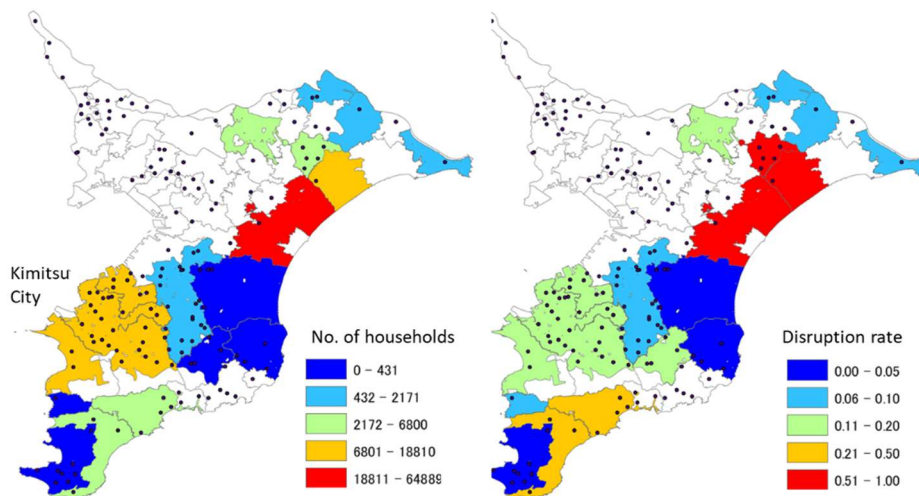 Kimitsu
City
No. of households
0 - 431
432 - 2171
2172 - 6800
6801 - 18810
18811 - 64889
Disruption rate
0.00 - 0.05
0.06 - 0.10
0.11 - 0.20
0.21 - 0.50
0.51 - 1.00